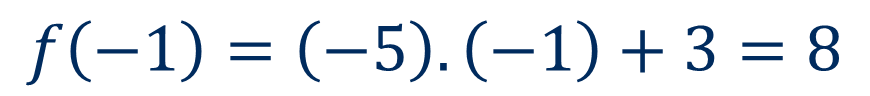 f(−1) = (−5).(−1) + 3 = 8